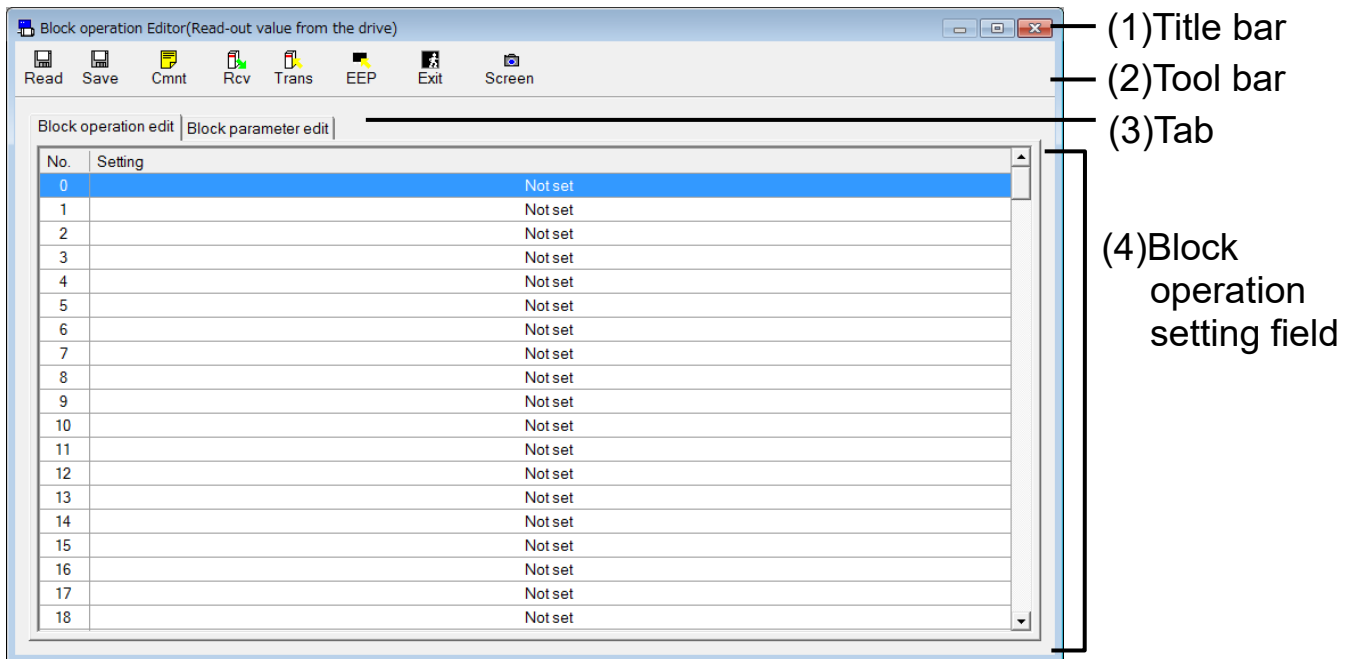 Block operation Editor(Read-out value from the drive)
(1)Title bar
Read Save Cmnt Rcv Trans EEP Exit Screen
(2)Tool bar
Block operation edit Block parameter edit
(3)Tab
No. Setting
0 Not set
1 Not set
2 Not set
3 Not set
4 Not set
5 Not set
6 Not set
7 Not set
8 Not set
9 Not set
10 Not set
11 Not set
12 Not set
13 Not set
14 Not set
15 Not set
16 Not set
17 Not set
18 Not set
(4)Block
operation
setting field